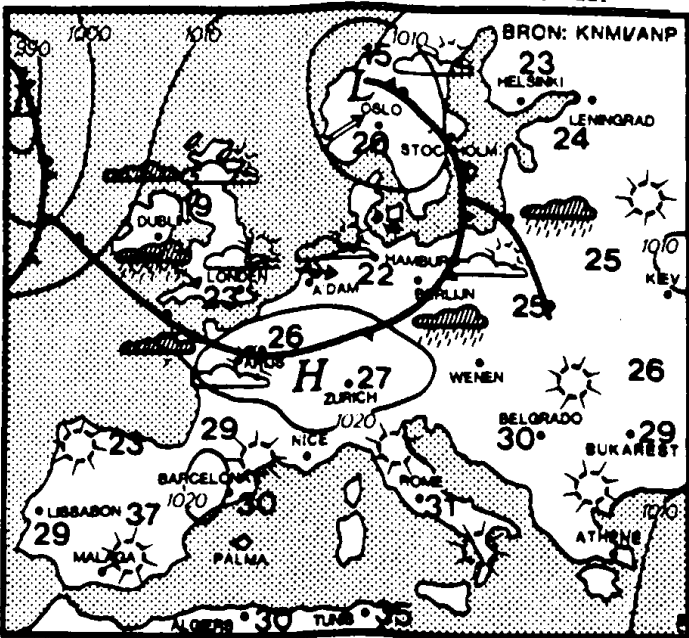 BRON: KNMI/ANP
990
1000
1010
1010
15
L
23
HELSINKI
OSLO
20
LENINGRAD
24
STOCKHOLM
19
DUBLIN
25
1010
KIEV
LONDEN
23
A'DAM
22
HAMBURG
BERLIJN
25
26
H
27
ZURICH
WENEN
26
1020
BELGRADO
30
29
BUKAREST
23
29
NICE
BARCELONA
1020
30
ROME
31
1010
LISSABON
29
37
MALAGA
PALMA
ATHENE
ALGIERS
30
TUNIS
35